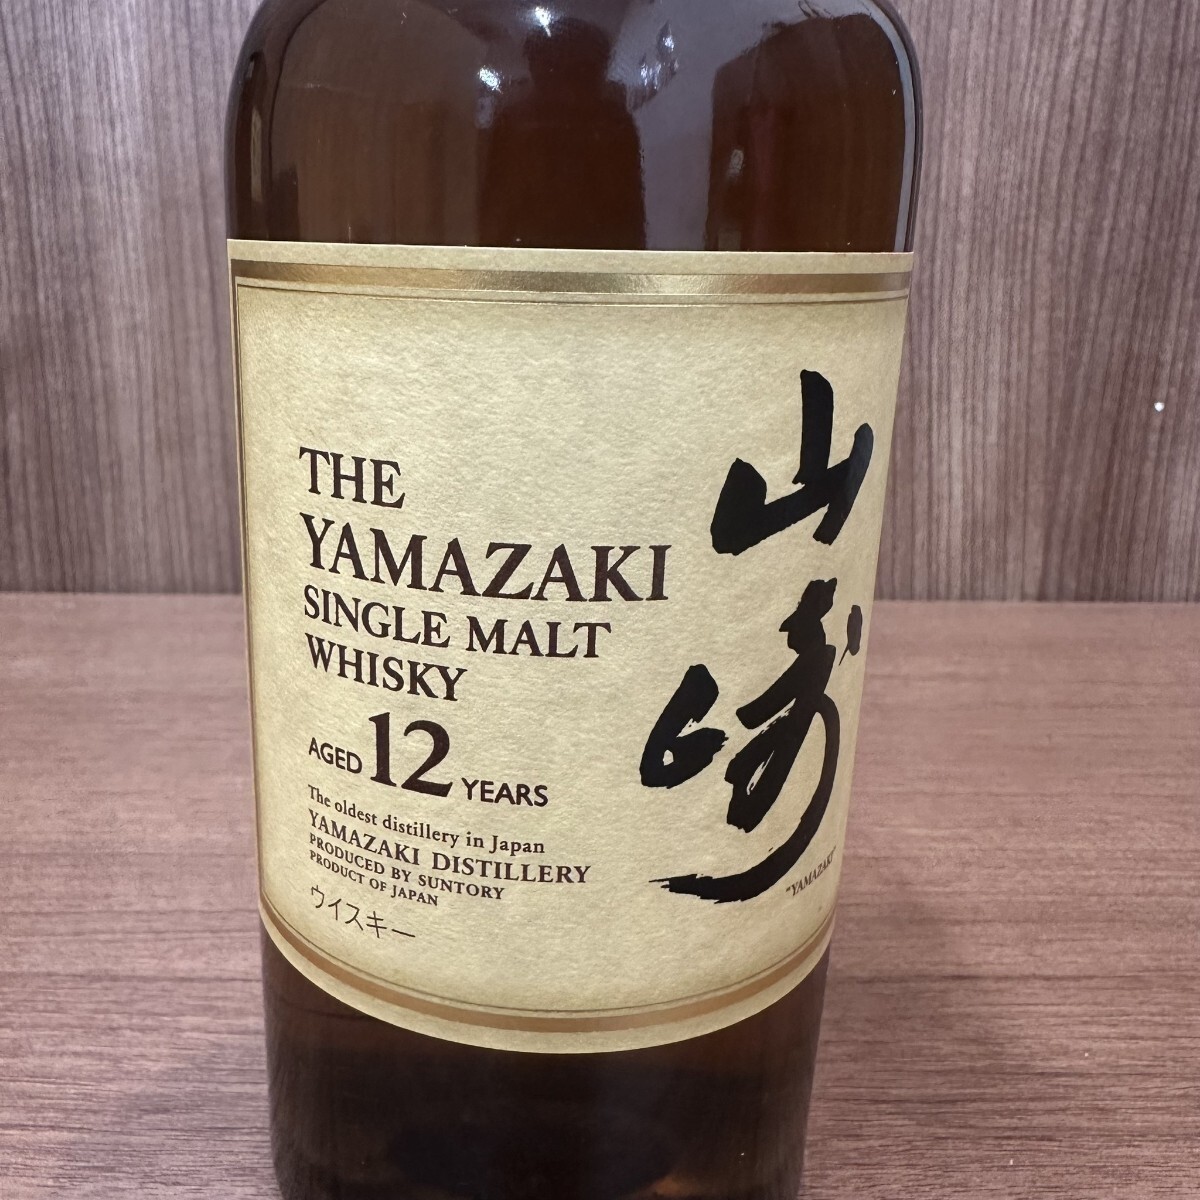 THE
YAMAZAKI
SINGLE MALT
WHISKY
AGED 12 YEARS
The oldest distillery in Japan
YAMAZAKI DISTILLERY
PRODUCED BY SUNTORY
PRODUCT OF JAPAN
ウイスキー
山崎
"YAMAZAKI"